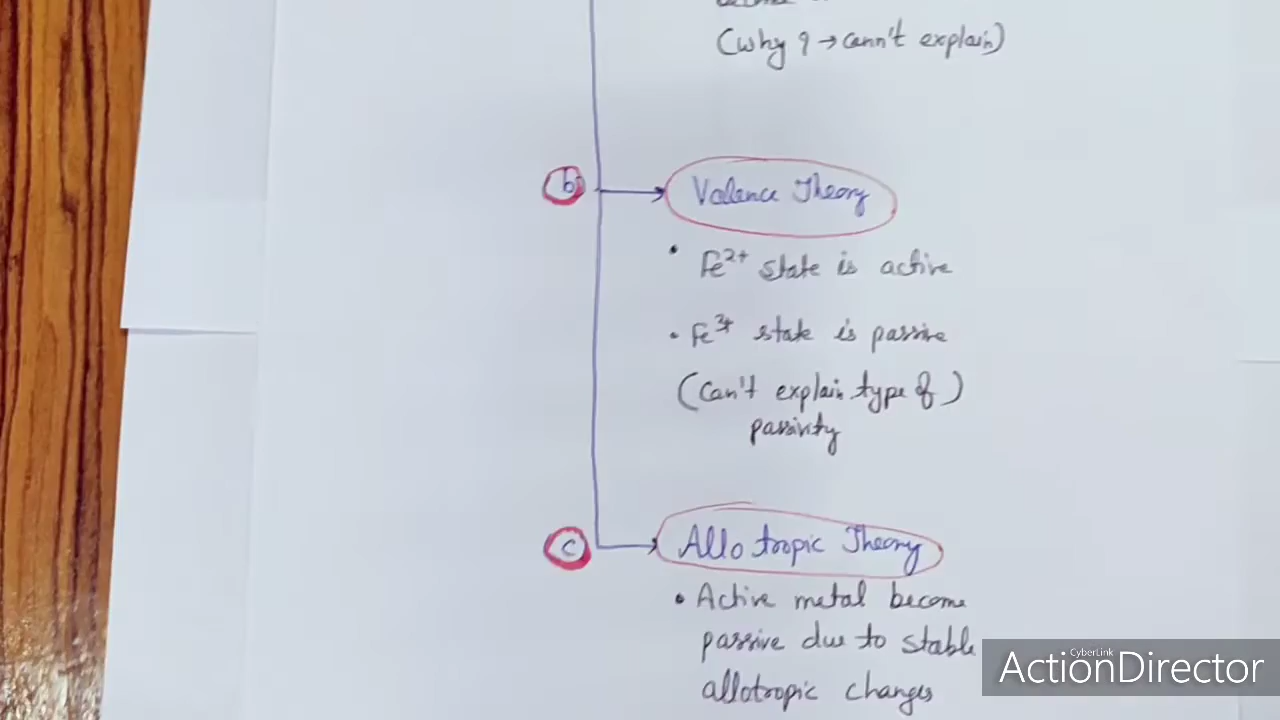 (Why ? → cann't explain)
b
Valence Theory
• Fe²⁺ state is active
• Fe³⁺ state is passive
(Can't explain type of)
passivity
c
Allotropic Theory
• Active metal become
passive due to stable
allotropic changes
CyberLink
ActionDirector